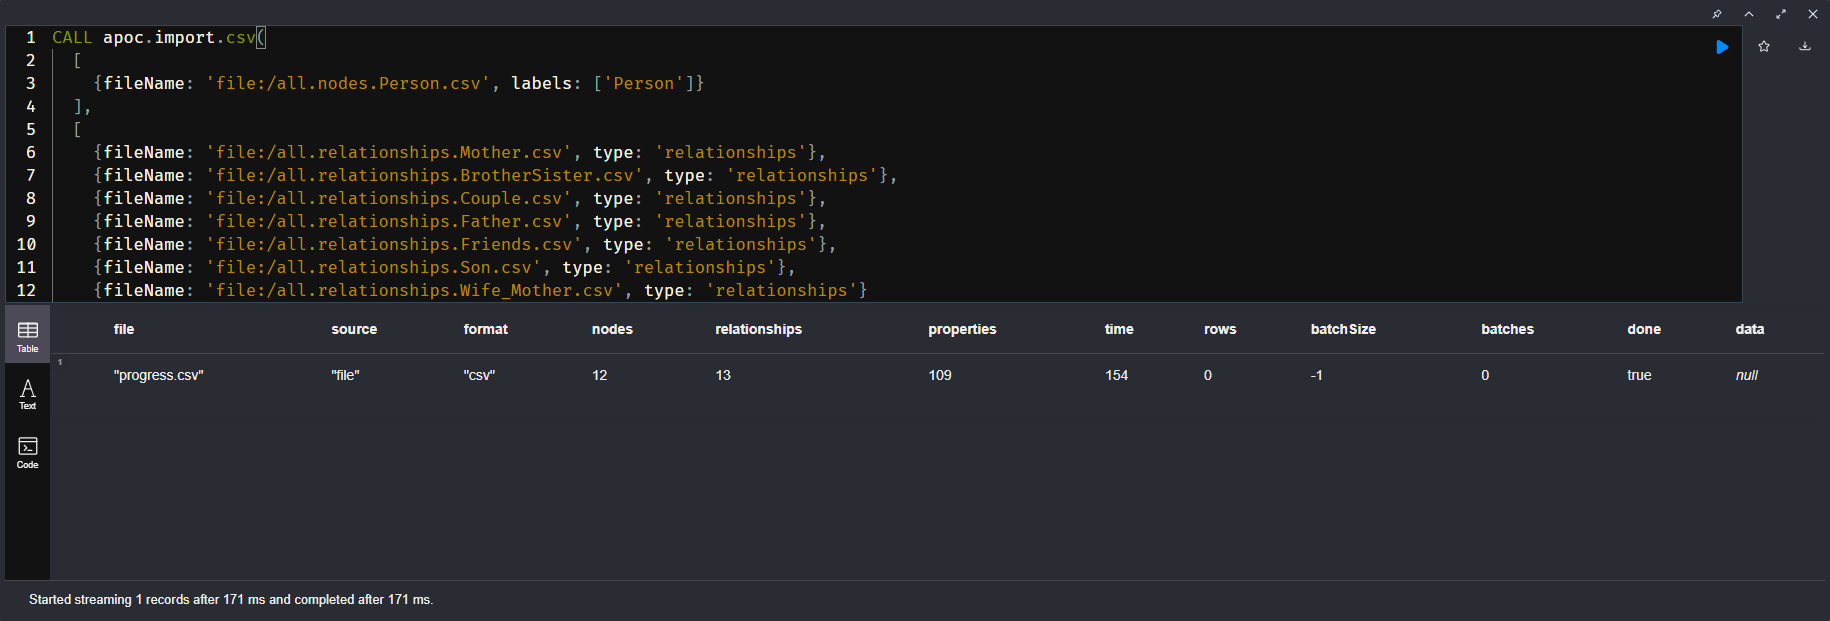 1 CALL apoc.import.csv(
2 [
3 {fileName: 'file:/all.nodes.Person.csv', labels: ['Person']}
4 ],
5 [
6 {fileName: 'file:/all.relationships.Mother.csv', type: 'relationships'},
7 {fileName: 'file:/all.relationships.BrotherSister.csv', type: 'relationships'},
8 {fileName: 'file:/all.relationships.Couple.csv', type: 'relationships'},
9 {fileName: 'file:/all.relationships.Father.csv', type: 'relationships'},
10 {fileName: 'file:/all.relationships.Friends.csv', type: 'relationships'},
11 {fileName: 'file:/all.relationships.Son.csv', type: 'relationships'},
12 {fileName: 'file:/all.relationships.Wife_Mother.csv', type: 'relationships'}
Table
Text
Code
file source format nodes relationships properties time rows batchSize batches done data
1
"progress.csv" "file" "csv" 12 13 109 154 0 -1 0 true null
Started streaming 1 records after 171 ms and completed after 171 ms.